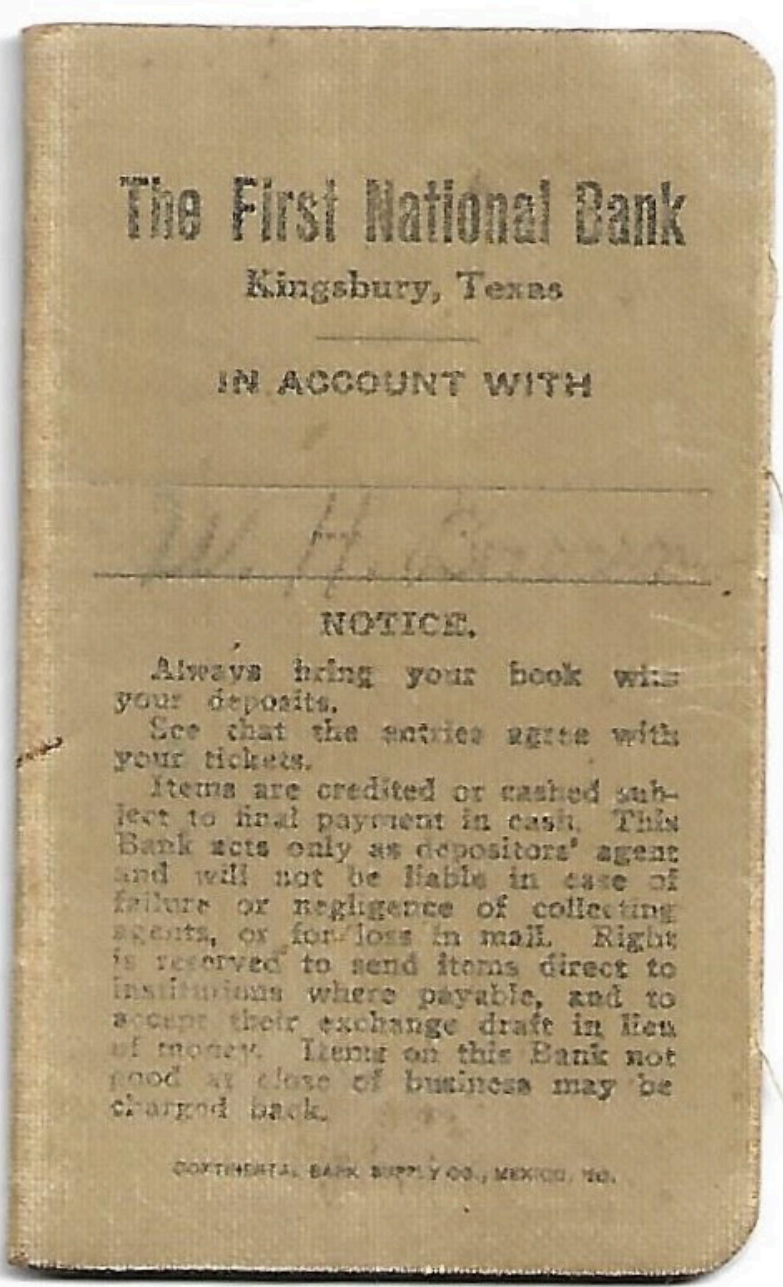 The First National Bank
Kingsbury, Texas
IN ACCOUNT WITH
W. H.
NOTICE.
Always bring your book with
your deposits.
See that the entries agree with
your tickets.
Items are credited or cashed sub-
ject to final payment in cash. This
Bank acts only as depositors' agent
and will not be liable in case of
failure or negligence of collecting
agents, or for loss in mail. Right
is reserved to send items direct to
institutions where payable, and to
accept their exchange draft in lieu
of money. Items on this Bank not
good at close of business may be
charged back.
CONTINENTAL BANK SUPPLY CO., MEXICO, MO.